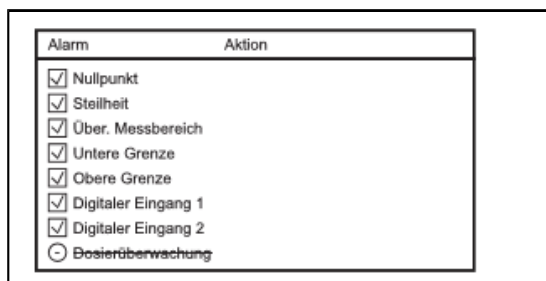 Alarm Aktion
Nullpunkt
Steilheit
Über. Messbereich
Untere Grenze
Obere Grenze
Digitaler Eingang 1
Digitaler Eingang 2
Dosierüberwachung